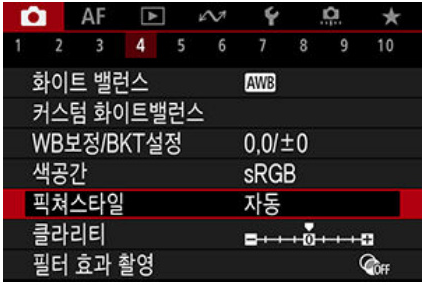 AF
1 2 3 4 5 6 7 8 9 10
화이트 밸런스 AWB
커스텀 화이트밸런스
WB보정/BKT설정 0,0/±0
색공간 sRGB
픽쳐스타일 자동
클라리티 0
필터 효과 촬영 OFF